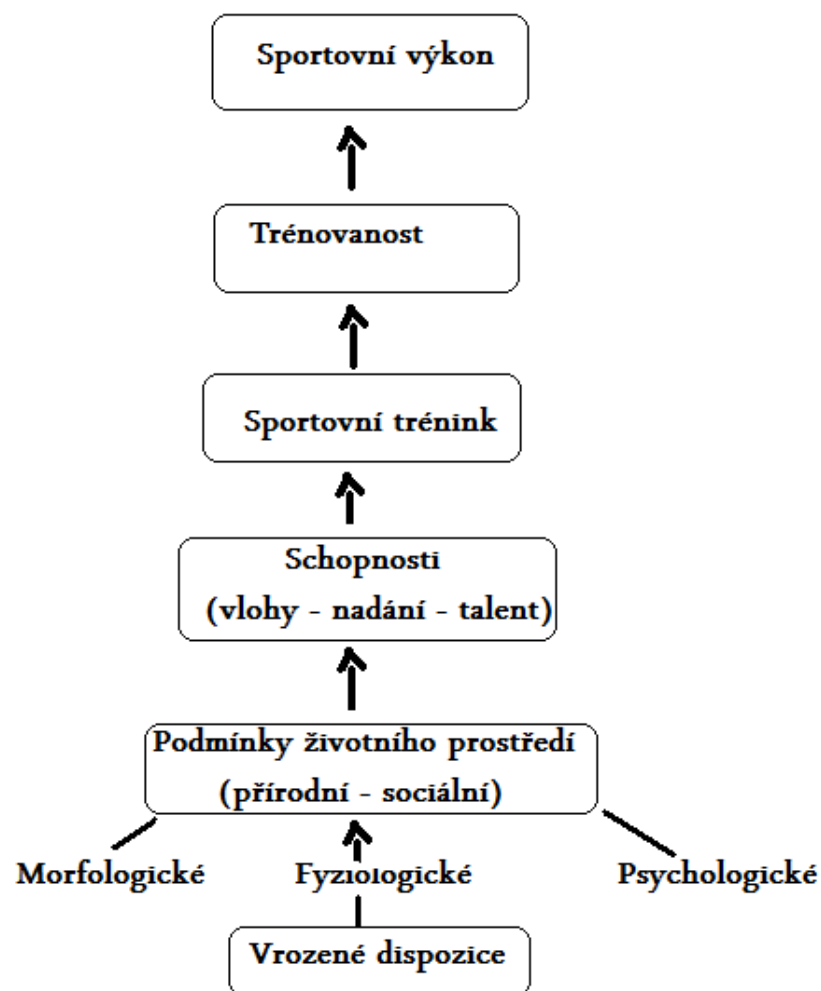 Sportovní výkon
Trénovanost
Sportovní trénink
Schopnosti
(vlohy - nadání - talent)
Podmínky životního prostředí
(přírodní - sociální)
Morfologické Fyziologické Psychologické
Vrozené dispozice